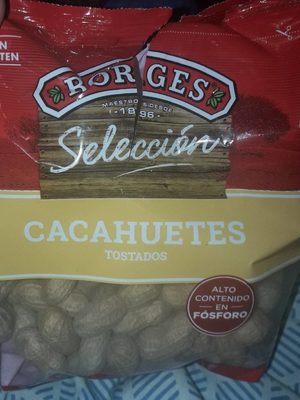 BORGES
MAESTROS DESDE
1896
Selección
CACAHUETES
TOSTADOS
ALTO
CONTENIDO
EN
FÓSFORO